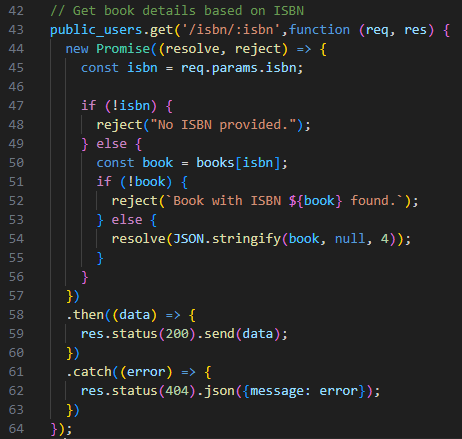 42 // Get book details based on ISBN
43 public_users.get('/isbn/:isbn',function (req, res) {
44   new Promise((resolve, reject) => {
45     const isbn = req.params.isbn;
46
47     if (!isbn) {
48       reject("No ISBN provided.");
49     } else {
50       const book = books[isbn];
51       if (!book) {
52         reject(`Book with ISBN ${book} found.`);
53       } else {
54         resolve(JSON.stringify(book, null, 4));
55       }
56     }
57   })
58   .then((data) => {
59     res.status(200).send(data);
60   })
61   .catch((error) => {
62     res.status(404).json({message: error});
63   })
64 });